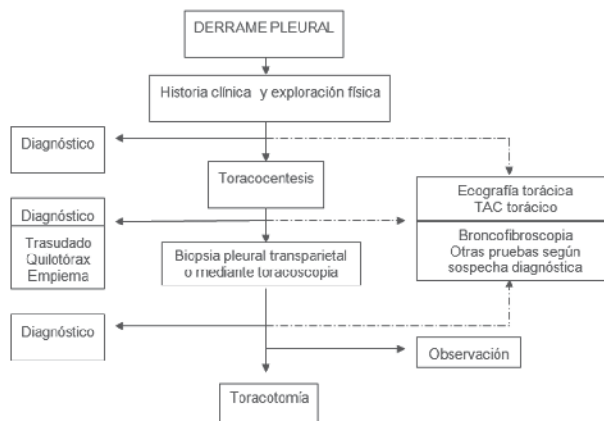 DERRAME PLEURAL
Historia clínica y exploración física
Diagnóstico
Toracocentesis
Ecografía torácica
TAC torácico
Diagnóstico
Trasudado
Quilotórax
Empiema
Biopsia pleural transparietal
o mediante toracoscopía
Broncofibroscopia
Otras pruebas según
sospecha diagnóstica
Diagnóstico
Observación
Toracotomía